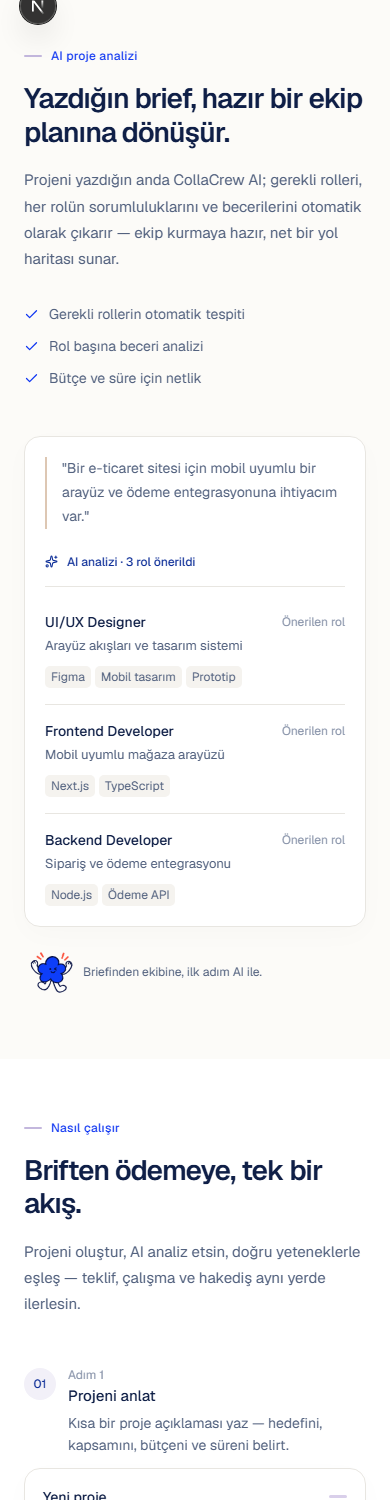 N
AI proje analizi
Yazdığın brief, hazır bir ekip
planına dönüşür.
Projeni yazdığın anda CollaCrew AI; gerekli rolleri,
her rolün sorumluluklarını ve becerilerini otomatik
olarak çıkarır — ekip kurmaya hazır, net bir yol
haritası sunar.
Gerekli rollerin otomatik tespiti
Rol başına beceri analizi
Bütçe ve süre için netlik
"Bir e-ticaret sitesi için mobil uyumlu bir
arayüz ve ödeme entegrasyonuna ihtiyacım
var."
AI analizi · 3 rol önerildi
UI/UX Designer Önerilen rol
Arayüz akışları ve tasarım sistemi
Figma Mobil tasarım Prototip
Frontend Developer Önerilen rol
Mobil uyumlu mağaza arayüzü
Next.js TypeScript
Backend Developer Önerilen rol
Sipariş ve ödeme entegrasyonu
Node.js Ödeme API
Briefinden ekibine, ilk adım AI ile.
Nasıl çalışır
Briften ödemeye, tek bir
akış.
Projeni oluştur, AI analiz etsin, doğru yeteneklerle
eşleş — teklif, çalışma ve hakediş aynı yerde
ilerlesin.
01 Adım 1
Projeni anlat
Kısa bir proje açıklaması yaz — hedefini,
kapsamını, bütçeni ve süreni belirt.
Yeni proje